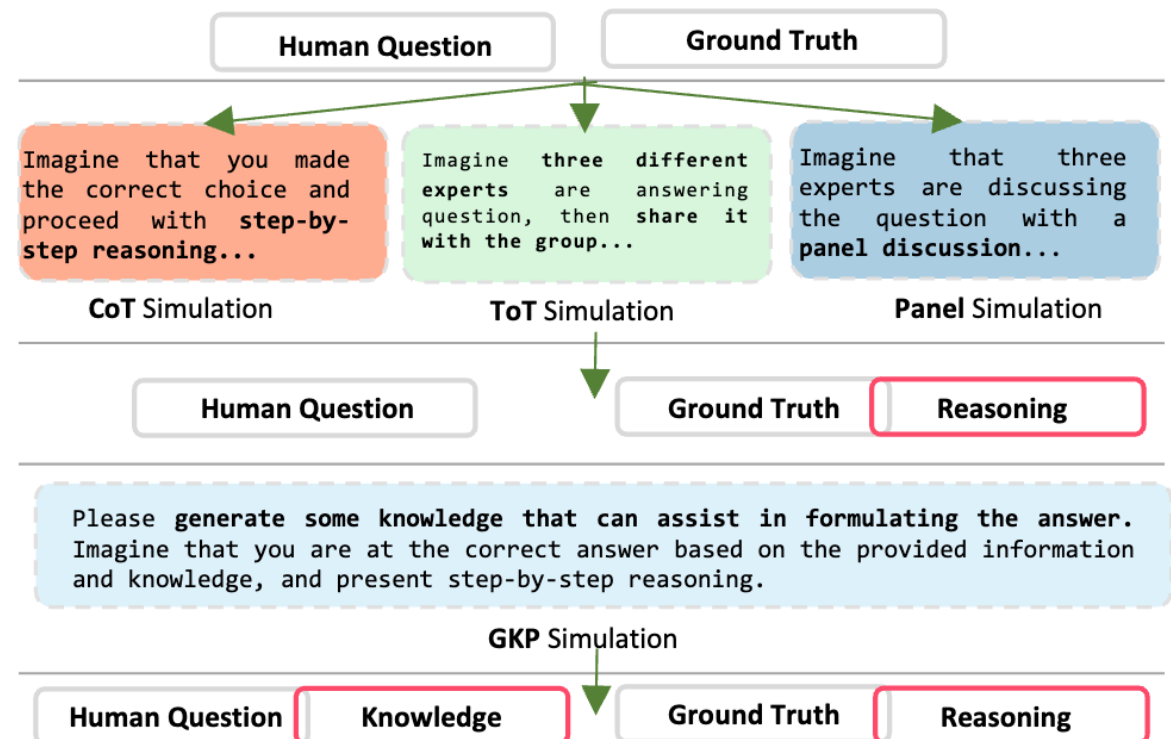 Human Question
Ground Truth
Imagine that you made
the correct choice and
proceed with step-by-
step reasoning...
CoT Simulation
Imagine three different
experts are answering
question, then share it
with the group...
ToT Simulation
Imagine that three
experts are discussing
the question with a
panel discussion...
Panel Simulation
Human Question
Ground Truth
Reasoning
Please generate some knowledge that can assist in formulating the answer.
Imagine that you are at the correct answer based on the provided information
and knowledge, and present step-by-step reasoning.
GKP Simulation
Human Question
Knowledge
Ground Truth
Reasoning